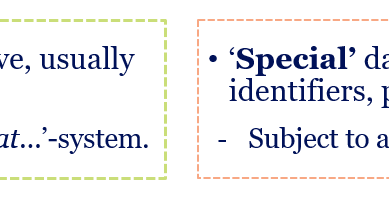 ve, usually
at...’-system.
• ‘Special’ da
identifiers, p
- Subject to a